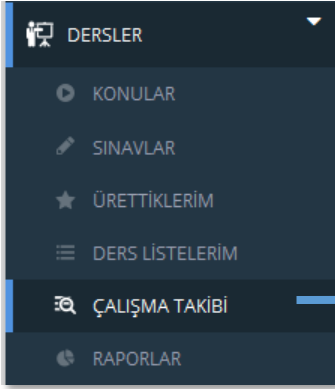 DERSLER
KONULAR
SINAVLAR
ÜRETTİKLERİM
DERS LİSTELERİM
ÇALIŞMA TAKİBİ
RAPORLAR